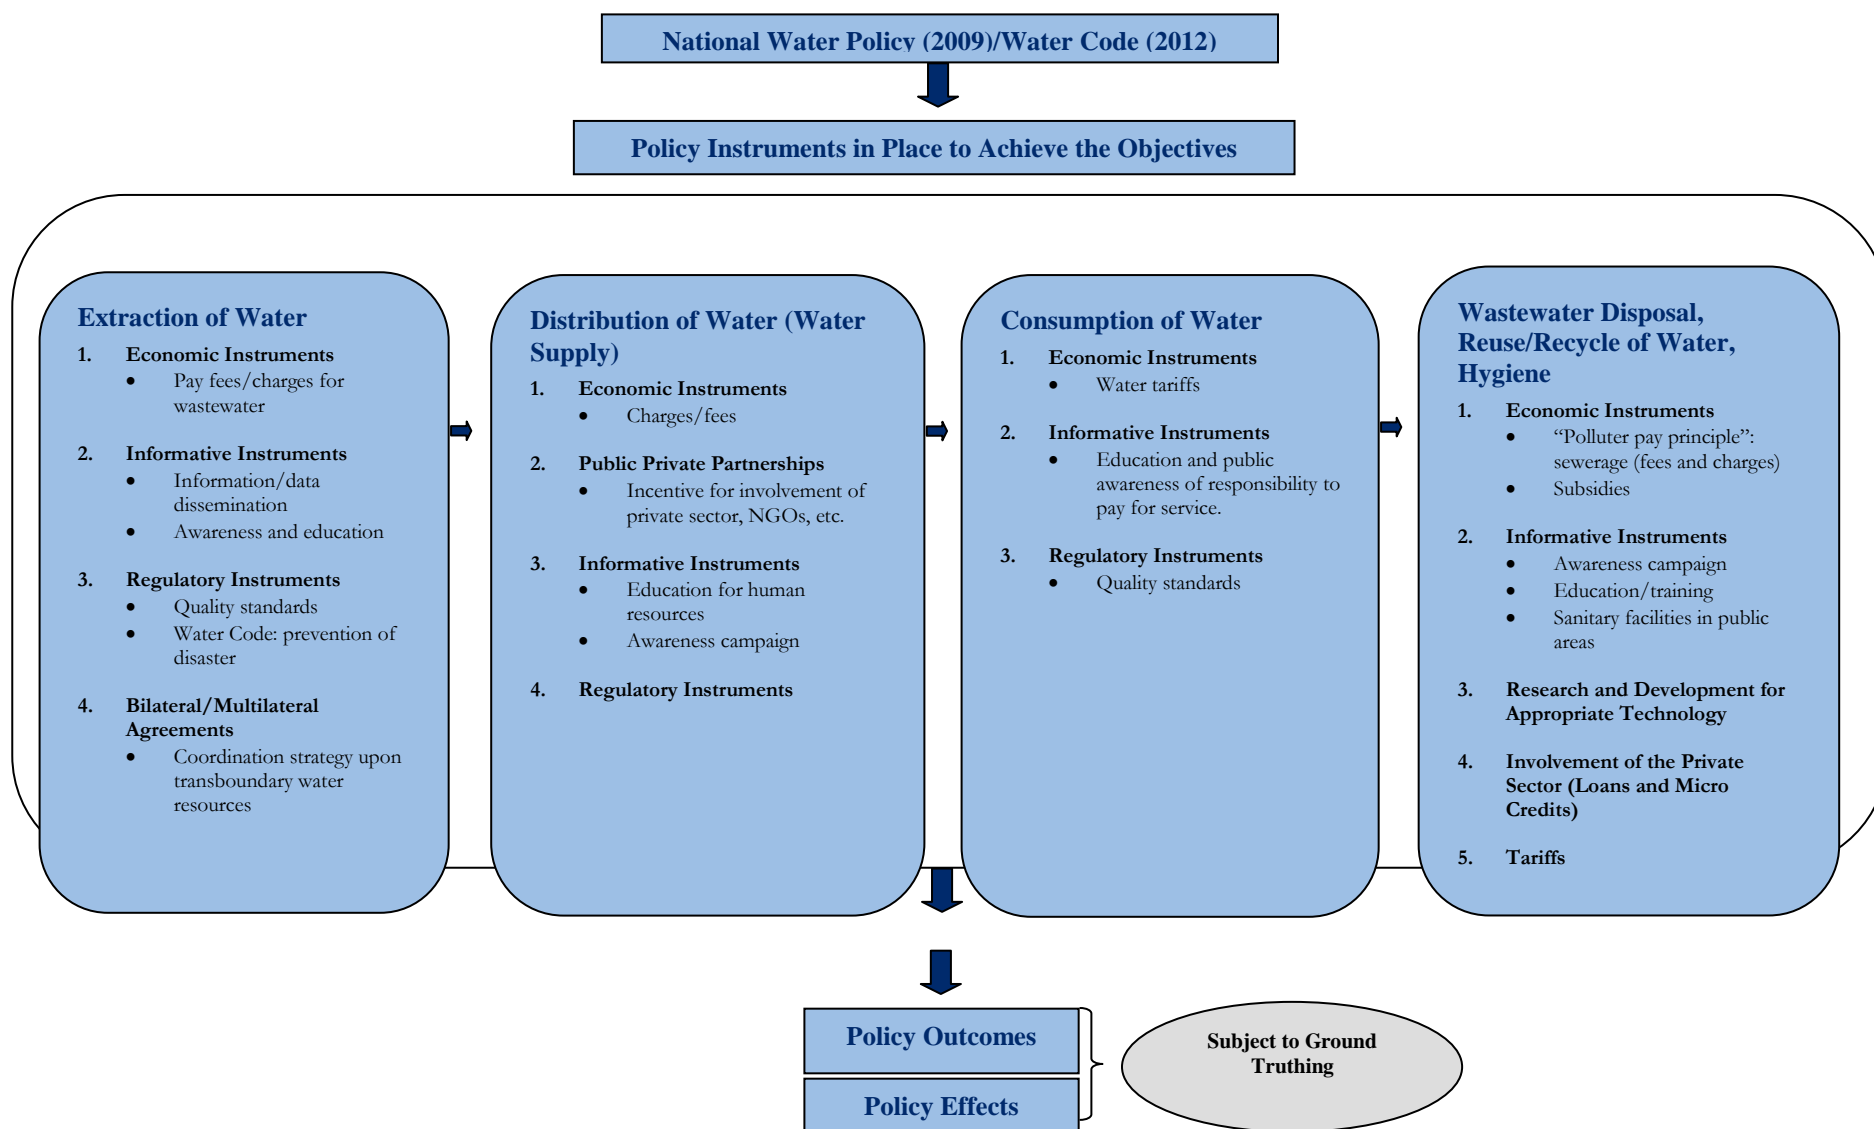 National Water Policy (2009)/Water Code (2012)
Policy Instruments in Place to Achieve the Objectives
Extraction of Water
1. Economic Instruments
• Pay fees/charges for
wastewater
2. Informative Instruments
• Information/data
dissemination
• Awareness and education
3. Regulatory Instruments
• Quality standards
• Water Code: prevention of
disaster
4. Bilateral/Multilateral
Agreements
• Coordination strategy upon
transboundary water
resources
Distribution of Water (Water
Supply)
1. Economic Instruments
• Charges/fees
2. Public Private Partnerships
• Incentive for involvement of
private sector, NGOs, etc.
3. Informative Instruments
• Education for human
resources
• Awareness campaign
4. Regulatory Instruments
Consumption of Water
1. Economic Instruments
• Water tariffs
2. Informative Instruments
• Education and public
awareness of responsibility to
pay for service.
3. Regulatory Instruments
• Quality standards
Wastewater Disposal,
Reuse/Recycle of Water,
Hygiene
1. Economic Instruments
• “Polluter pay principle”:
sewerage (fees and charges)
• Subsidies
2. Informative Instruments
• Awareness campaign
• Education/training
• Sanitary facilities in public
areas
3. Research and Development for
Appropriate Technology
4. Involvement of the Private
Sector (Loans and Micro
Credits)
5. Tariffs
Policy Outcomes
Policy Effects
Subject to Ground
Truthing